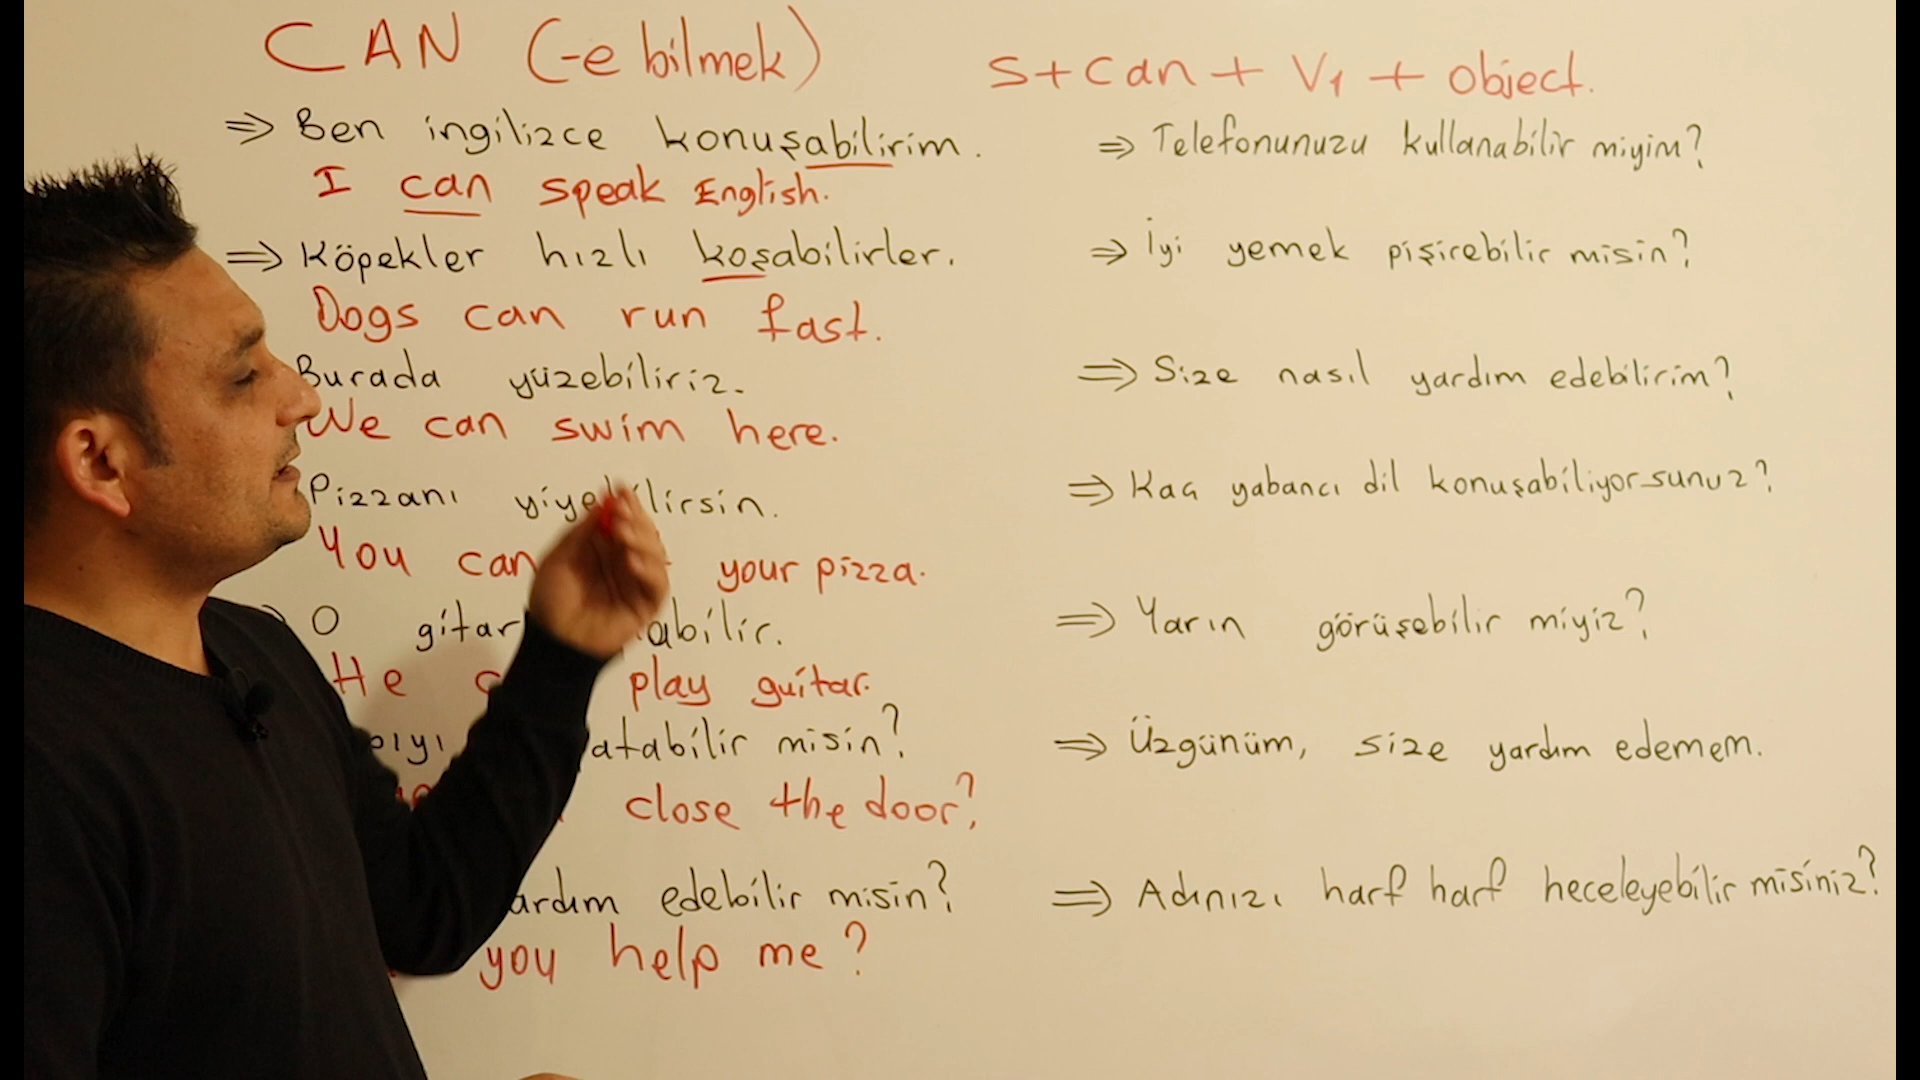 CAN (-e bilmek)
⇒ Ben ingilizce konuşabilirim.
I can speak English.
⇒ Köpekler hızlı koşabilirler.
Dogs can run fast.
Burada yüzebiliriz.
We can swim here.
Pizzanı
You can your pizza.
O
He play guitar.
misin?
close the door?
edebilir misin?
you help me?
S + can + V1 + object.
⇒ Telefonunuzu kullanabilir miyim?
⇒ İyi yemek pişirebilir misin?
⇒ Size nasıl yardım edebilirim?
⇒ Kaç yabancı dil konuşabiliyorsunuz?
⇒ Yarın görüşebilir miyiz?
⇒ Üzgünüm, size yardım edemem.
⇒ Adınızı harf harf heceleyebilir misiniz?